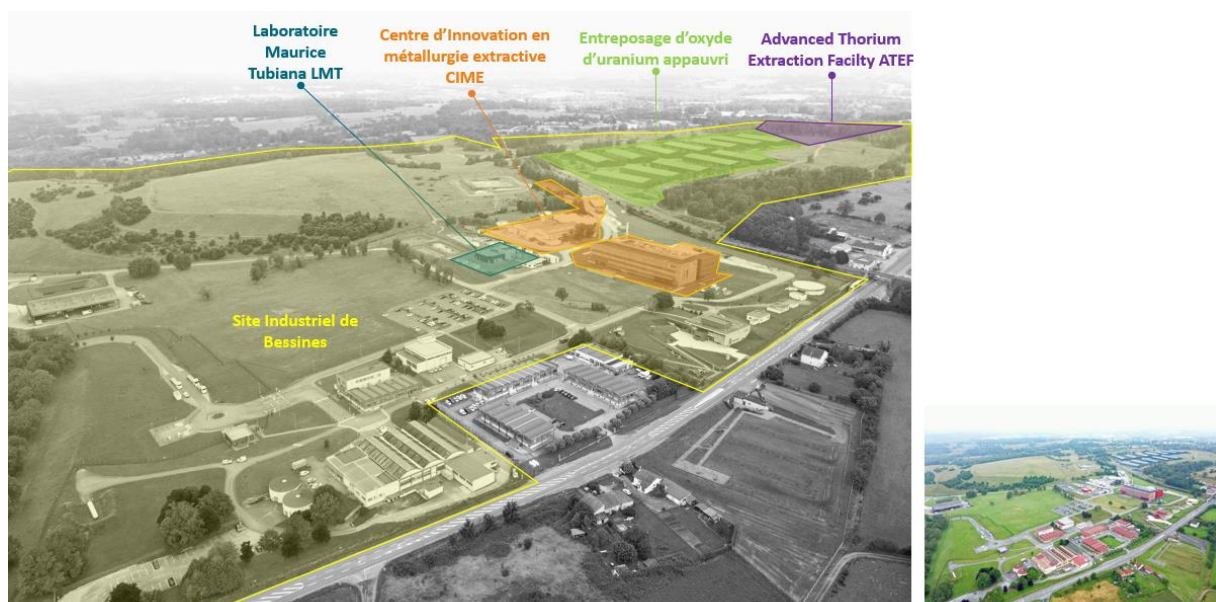 Laboratoire
Maurice
Tubiana LMT
Centre d'Innovation en
métallurgie extractive
CIME
Entreposage d'oxyde
d'uranium appauvri
Advanced Thorium
Extraction Facilty ATEF
Site Industriel de
Bessines